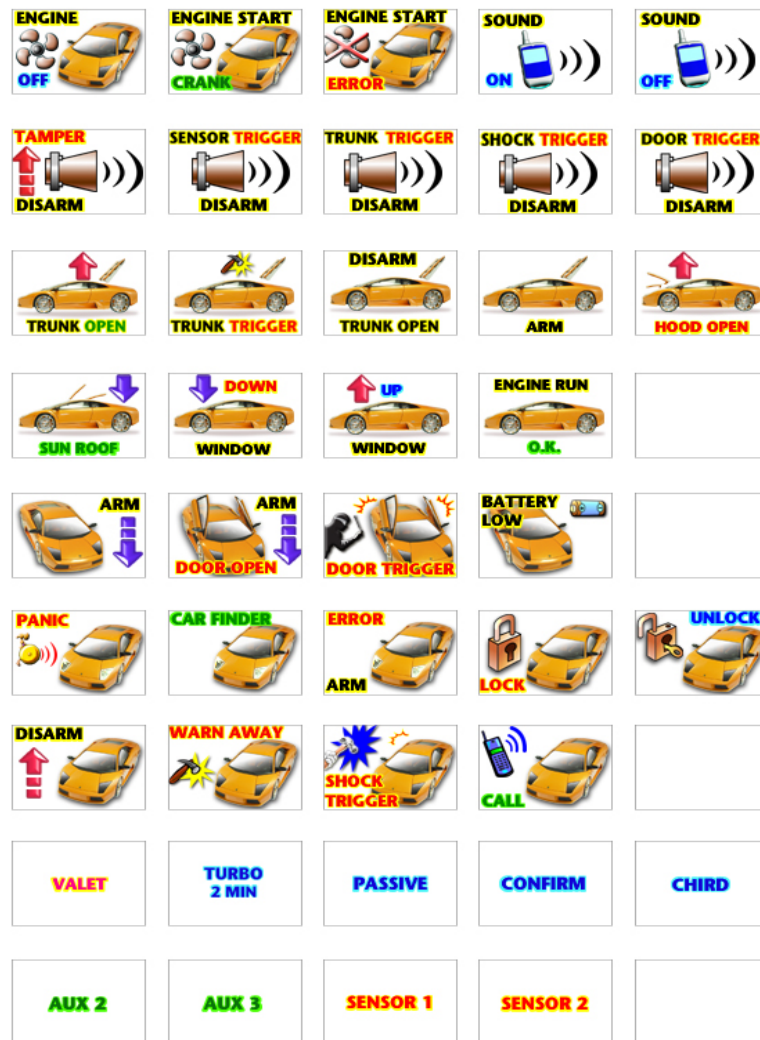 ENGINE
OFF
ENGINE START
CRANK
ENGINE START
ERROR
SOUND
ON
SOUND
OFF
TAMPER
DISARM
SENSOR TRIGGER
DISARM
TRUNK TRIGGER
DISARM
SHOCK TRIGGER
DISARM
DOOR TRIGGER
DISARM
TRUNK OPEN
TRUNK TRIGGER
DISARM
TRUNK OPEN
ARM
HOOD OPEN
SUN ROOF
DOWN
WINDOW
UP
WINDOW
ENGINE RUN
O.K.
ARM
ARM
DOOR OPEN
DOOR TRIGGER
BATTERY
LOW
PANIC
CAR FINDER
ERROR
ARM
LOCK
UNLOCK
DISARM
WARN AWAY
SHOCK
TRIGGER
CALL
VALET
TURBO
2 MIN
PASSIVE
CONFIRM
CHIRD
AUX 2
AUX 3
SENSOR 1
SENSOR 2